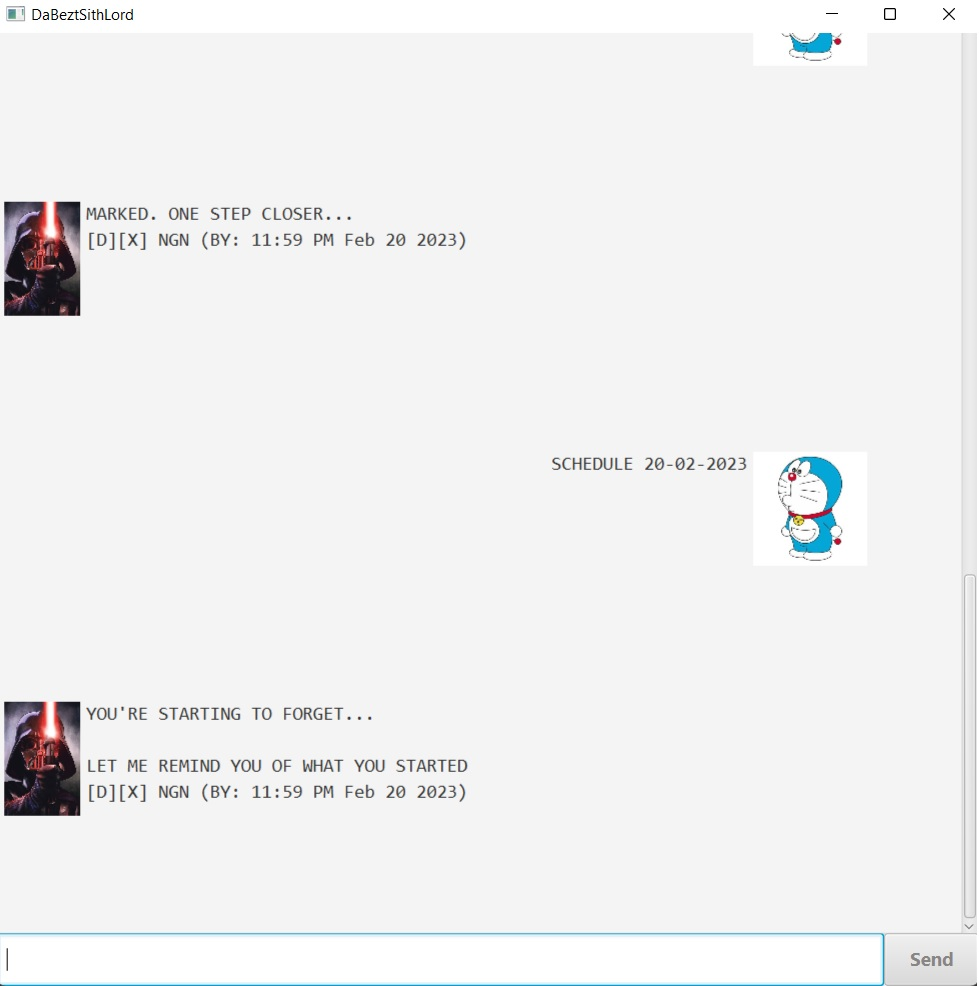 DaBeztSithLord
MARKED. ONE STEP CLOSER...
[D][X] NGN (BY: 11:59 PM Feb 20 2023)
SCHEDULE 20-02-2023
YOU'RE STARTING TO FORGET...
LET ME REMIND YOU OF WHAT YOU STARTED
[D][X] NGN (BY: 11:59 PM Feb 20 2023)
Send